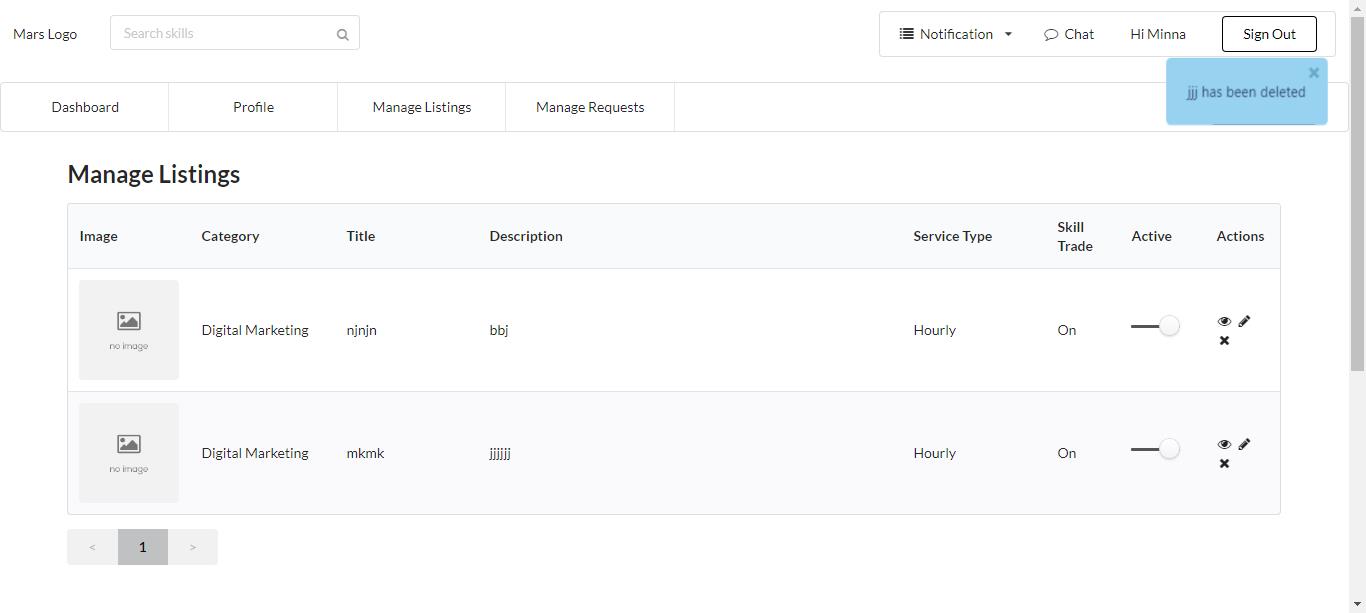 Mars Logo
Search skills
Notification
Chat
Hi Minna
Sign Out
jjj has been deleted
Dashboard
Profile
Manage Listings
Manage Requests
Manage Listings
Image
Category
Title
Description
Service Type
Skill
Trade
Active
Actions
no image
Digital Marketing
njnjn
bbj
Hourly
On
no image
Digital Marketing
mkmk
jjjjjj
Hourly
On
<
1
>